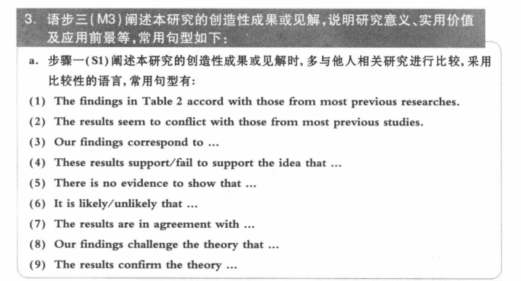 3. 语步三(M3)阐述本研究的创造性成果或见解,说明研究意义、实用价值
及应用前景等,常用句型如下:
a. 步骤一(S1)阐述本研究的创造性成果或见解时,多与他人相关研究进行比较,采用
比较性的语言,常用句型有:
(1) The findings in Table 2 accord with those from most previous researches.
(2) The results seem to conflict with those from most previous studies.
(3) Our findings correspond to ...
(4) These results support/fail to support the idea that ...
(5) There is no evidence to show that ...
(6) It is likely/unlikely that ...
(7) The results are in agreement with ...
(8) Our findings challenge the theory that ...
(9) The results confirm the theory ...